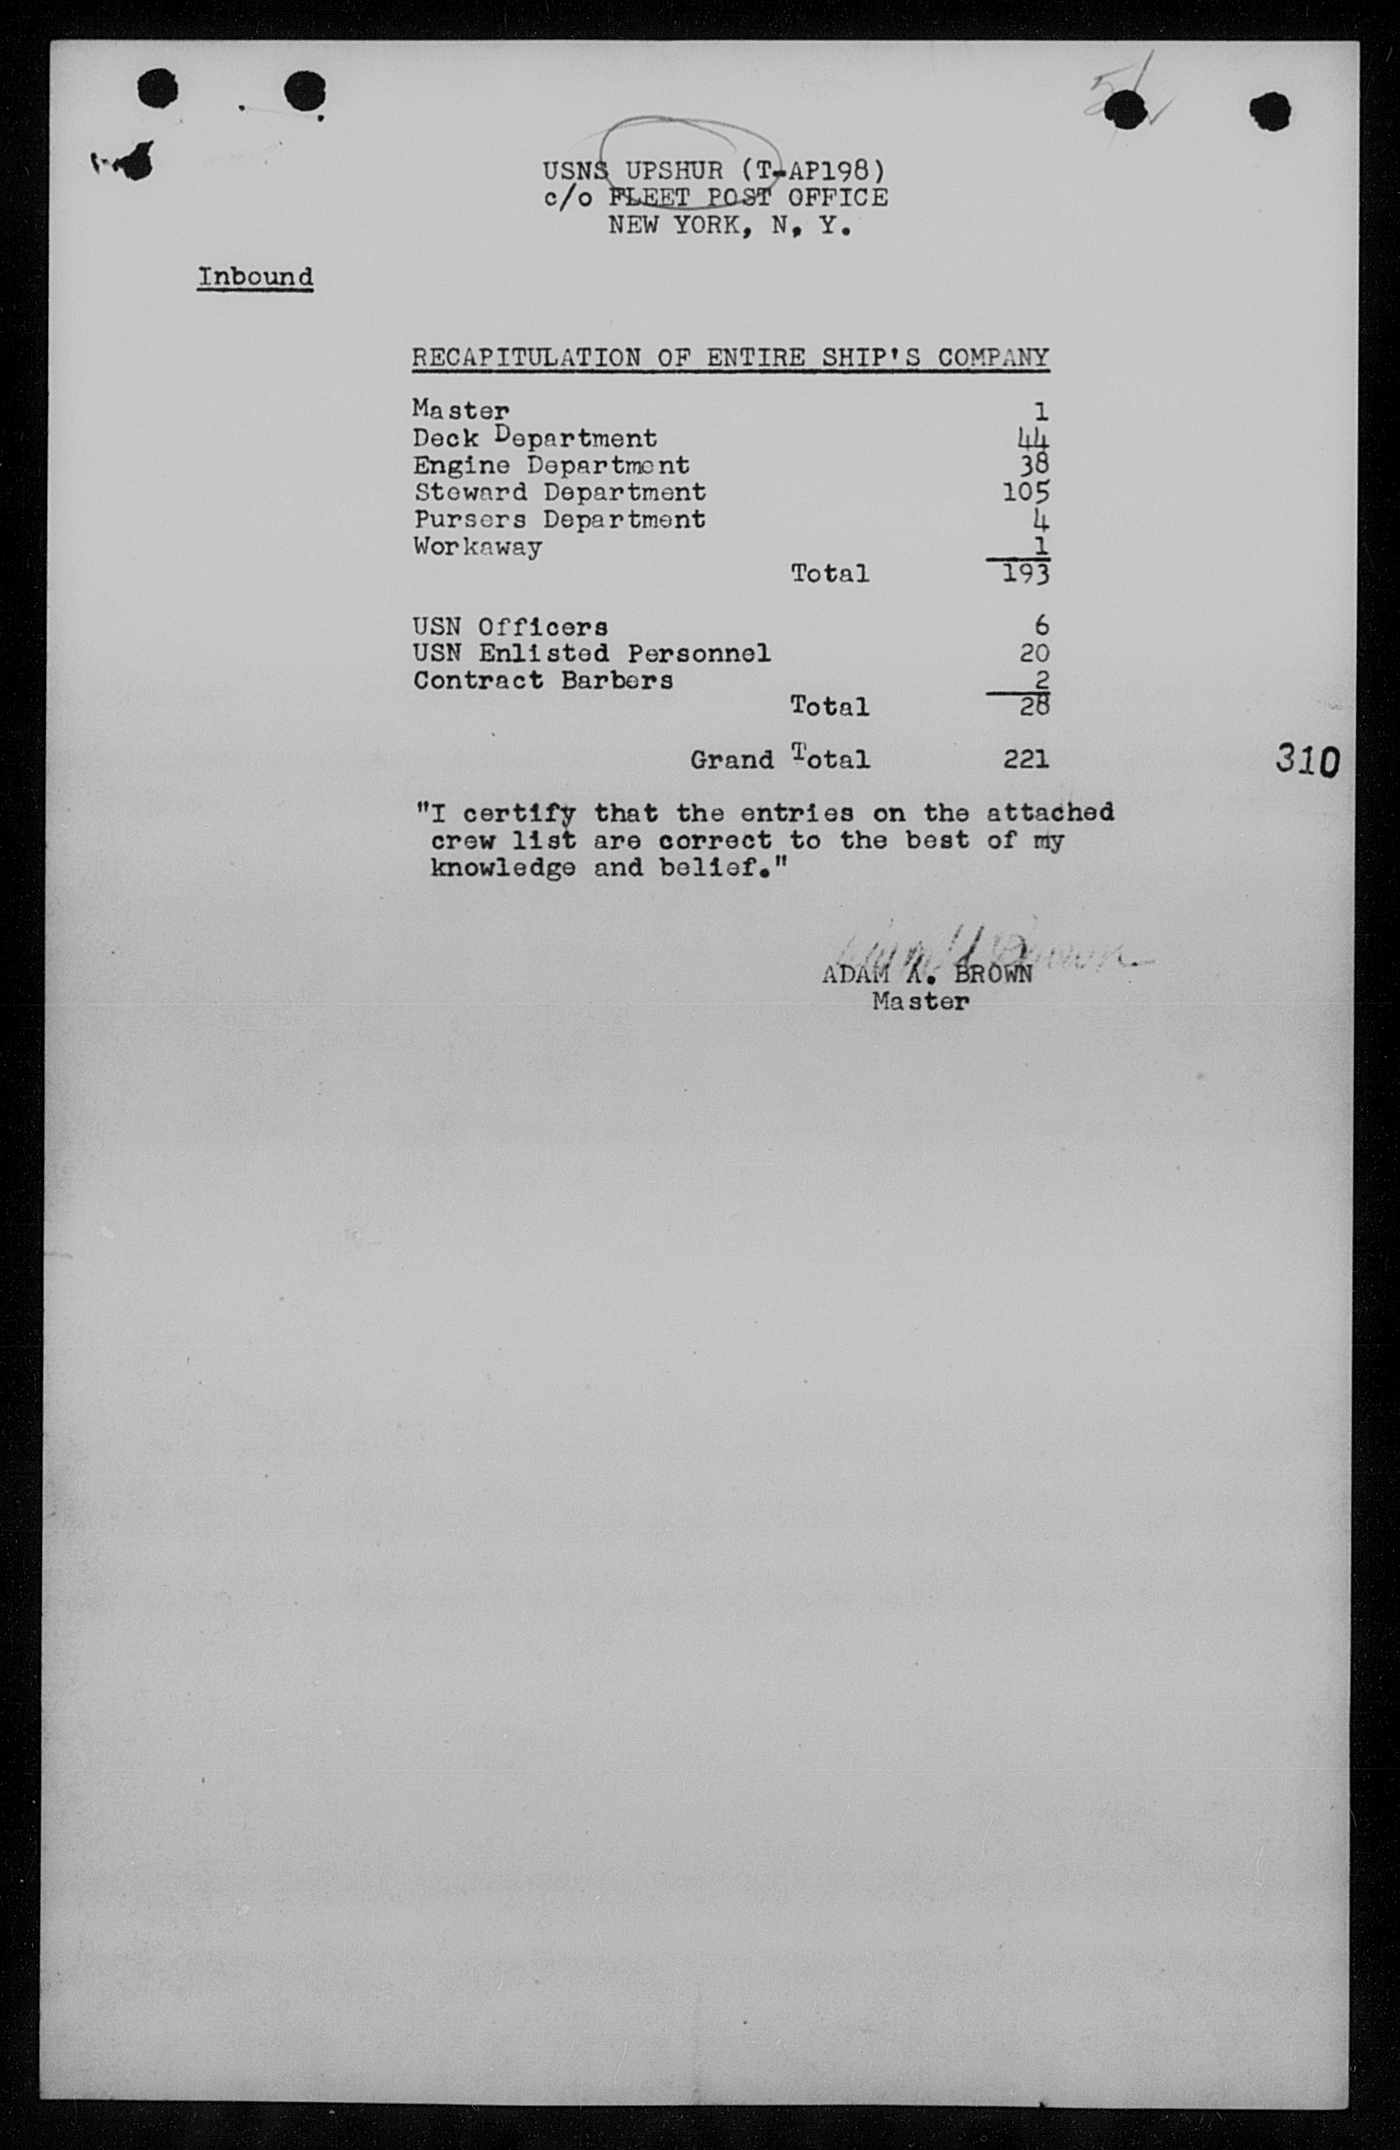 USNS UPSHUR (T-AP198)
c/o FLEET POST OFFICE
NEW YORK, N. Y.
Inbound
RECAPITULATION OF ENTIRE SHIP'S COMPANY
Master 1
Deck Department 44
Engine Department 38
Steward Department 105
Pursers Department 4
Workaway 1
Total 193
USN Officers 6
USN Enlisted Personnel 20
Contract Barbers 2
Total 28
Grand Total 221
310
"I certify that the entries on the attached
crew list are correct to the best of my
knowledge and belief."
ADAM A. BROWN
Master